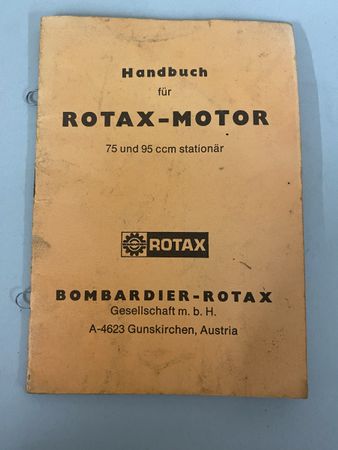 Handbuch
für
ROTAX-MOTOR
75 und 95 ccm stationär
ROTAX
BOMBARDIER-ROTAX
Gesellschaft m. b. H.
A-4623 Gunskirchen, Austria